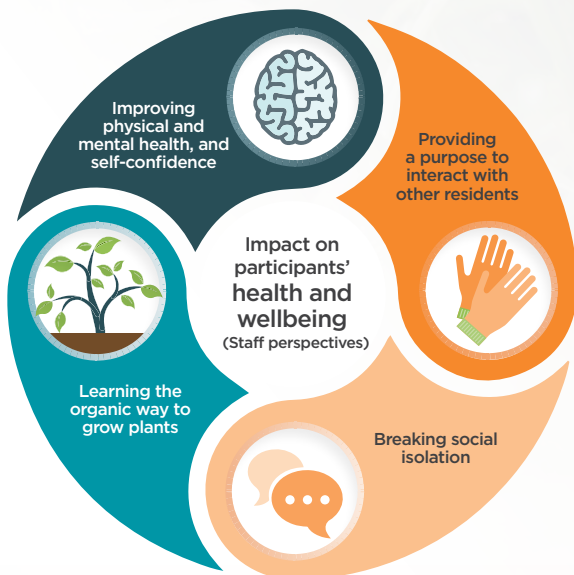 Improving
physical and
mental health, and
self-confidence
Providing
a purpose to
interact with
other residents
Impact on
participants’
health and
wellbeing
(Staff perspectives)
Learning the
organic way to
grow plants
Breaking social
isolation